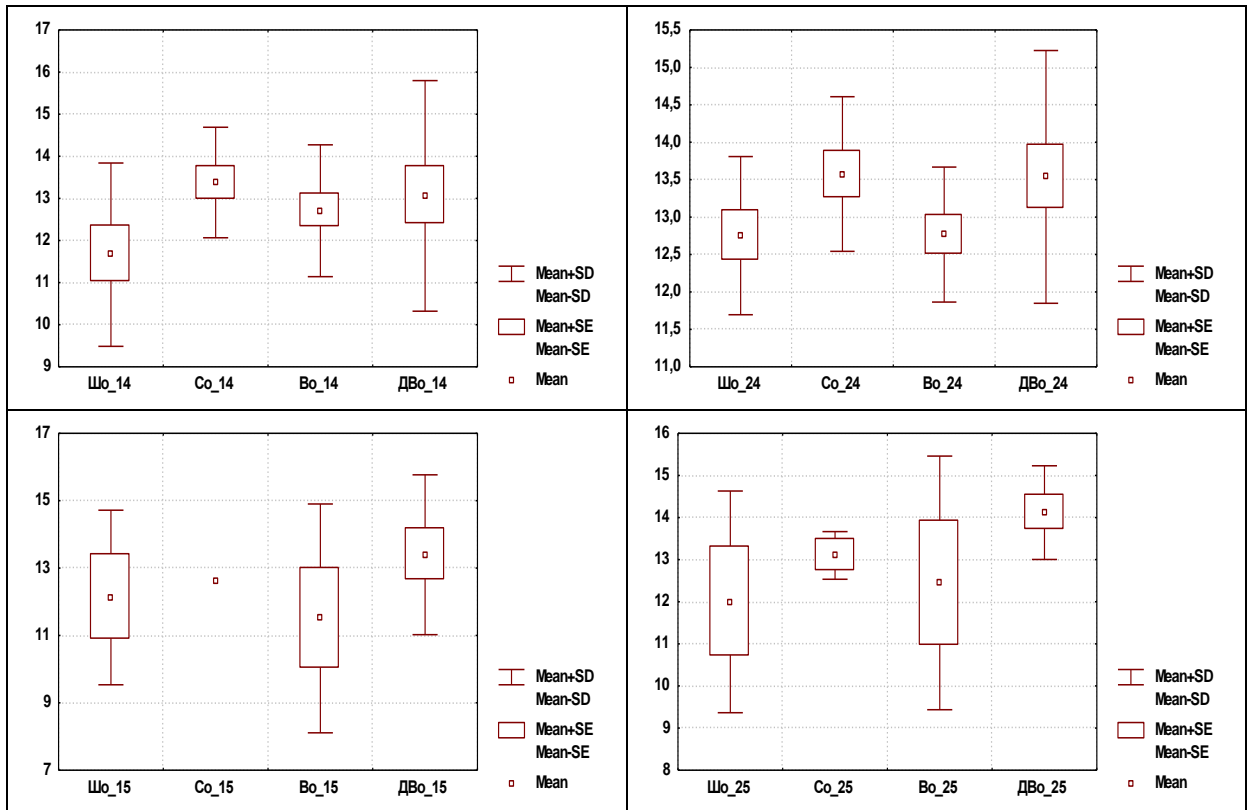 17
16
15
14
13
12
11
10
9
Шо_14 Со_14 Во_14 ДВо_14
Mean+SD
Mean-SD
Mean+SE
Mean-SE
Mean
15,5
15,0
14,5
14,0
13,5
13,0
12,5
12,0
11,5
11,0
Шо_24 Со_24 Во_24 ДВо_24
Mean+SD
Mean-SD
Mean+SE
Mean-SE
Mean
17
15
13
11
9
7
Шо_15 Со_15 Во_15 ДВо_15
Mean+SD
Mean-SD
Mean+SE
Mean-SE
Mean
16
15
14
13
12
11
10
9
8
Шо_25 Со_25 Во_25 ДВо_25
Mean+SD
Mean-SD
Mean+SE
Mean-SE
Mean